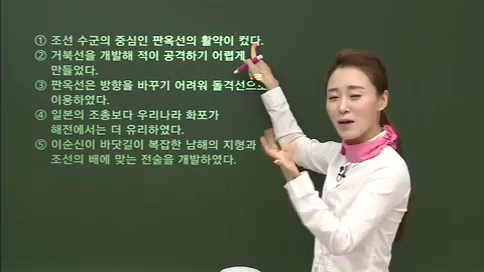 ① 조선 수군의 중심인 판옥선의 활약이 컸다.
② 거북선을 개발해 적이 공격하기 어렵게
만들었다.
③ 판옥선은 방향을 바꾸기 어려워 돌격선으로
이용하였다.
④ 일본의 조총보다 우리나라 화포가
해전에서는 더 유리하였다.
⑤ 이순신이 바닷길이 복잡한 남해의 지형과
조선의 배에 맞는 전술을 개발하였다.